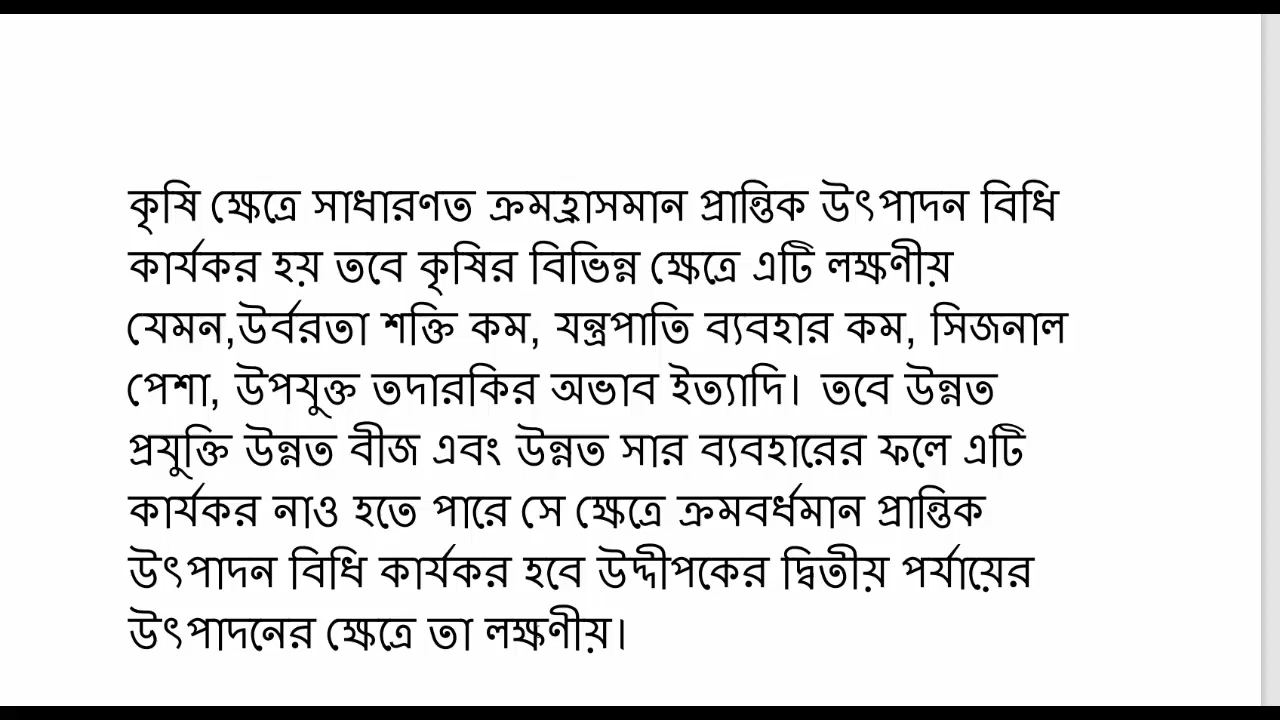 কৃষি ক্ষেত্রে সাধারণত ক্রমহ্রাসমান প্রান্তিক উৎপাদন বিধি
কার্যকর হয় তবে কৃষির বিভিন্ন ক্ষেত্রে এটি লক্ষণীয়
যেমন,উর্বরতা শক্তি কম, যন্ত্রপাতি ব্যবহার কম, সিজনাল
পেশা, উপযুক্ত তদারকির অভাব ইত্যাদি। তবে উন্নত
প্রযুক্তি উন্নত বীজ এবং উন্নত সার ব্যবহারের ফলে এটি
কার্যকর নাও হতে পারে সে ক্ষেত্রে ক্রমবর্ধমান প্রান্তিক
উৎপাদন বিধি কার্যকর হবে উদ্দীপকের দ্বিতীয় পর্যায়ের
উৎপাদনের ক্ষেত্রে তা লক্ষণীয়।